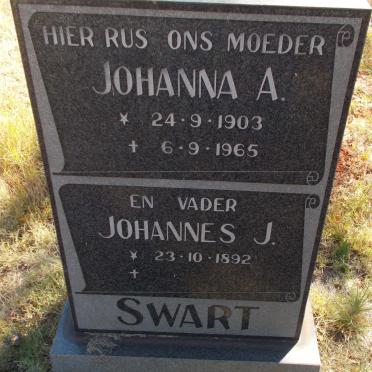 HIER RUS ONS MOEDER
JOHANNA A.
* 24·9·1903
† 6·9·1965
EN VADER
JOHANNES J.
* 23·10·1892
†
SWART